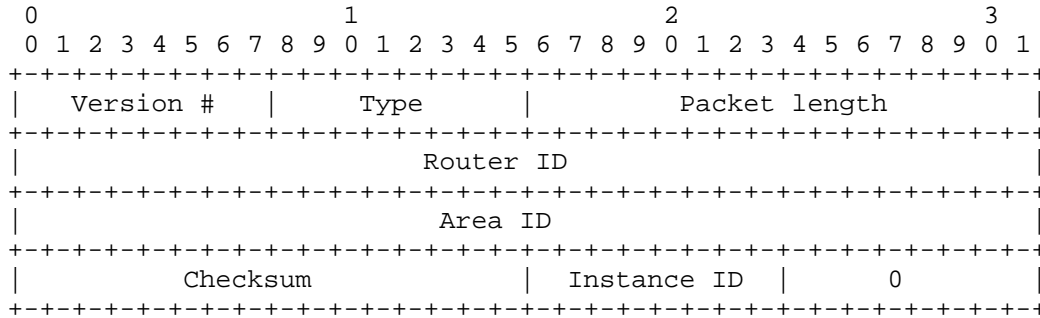 0                   1                   2                   3
 0 1 2 3 4 5 6 7 8 9 0 1 2 3 4 5 6 7 8 9 0 1 2 3 4 5 6 7 8 9 0 1
+-+-+-+-+-+-+-+-+-+-+-+-+-+-+-+-+-+-+-+-+-+-+-+-+-+-+-+-+-+-+-+-+
|   Version #   |     Type      |         Packet length         |
+-+-+-+-+-+-+-+-+-+-+-+-+-+-+-+-+-+-+-+-+-+-+-+-+-+-+-+-+-+-+-+-+
|                         Router ID                             |
+-+-+-+-+-+-+-+-+-+-+-+-+-+-+-+-+-+-+-+-+-+-+-+-+-+-+-+-+-+-+-+-+
|                          Area ID                              |
+-+-+-+-+-+-+-+-+-+-+-+-+-+-+-+-+-+-+-+-+-+-+-+-+-+-+-+-+-+-+-+-+
|          Checksum             |  Instance ID  |      0        |
+-+-+-+-+-+-+-+-+-+-+-+-+-+-+-+-+-+-+-+-+-+-+-+-+-+-+-+-+-+-+-+-+